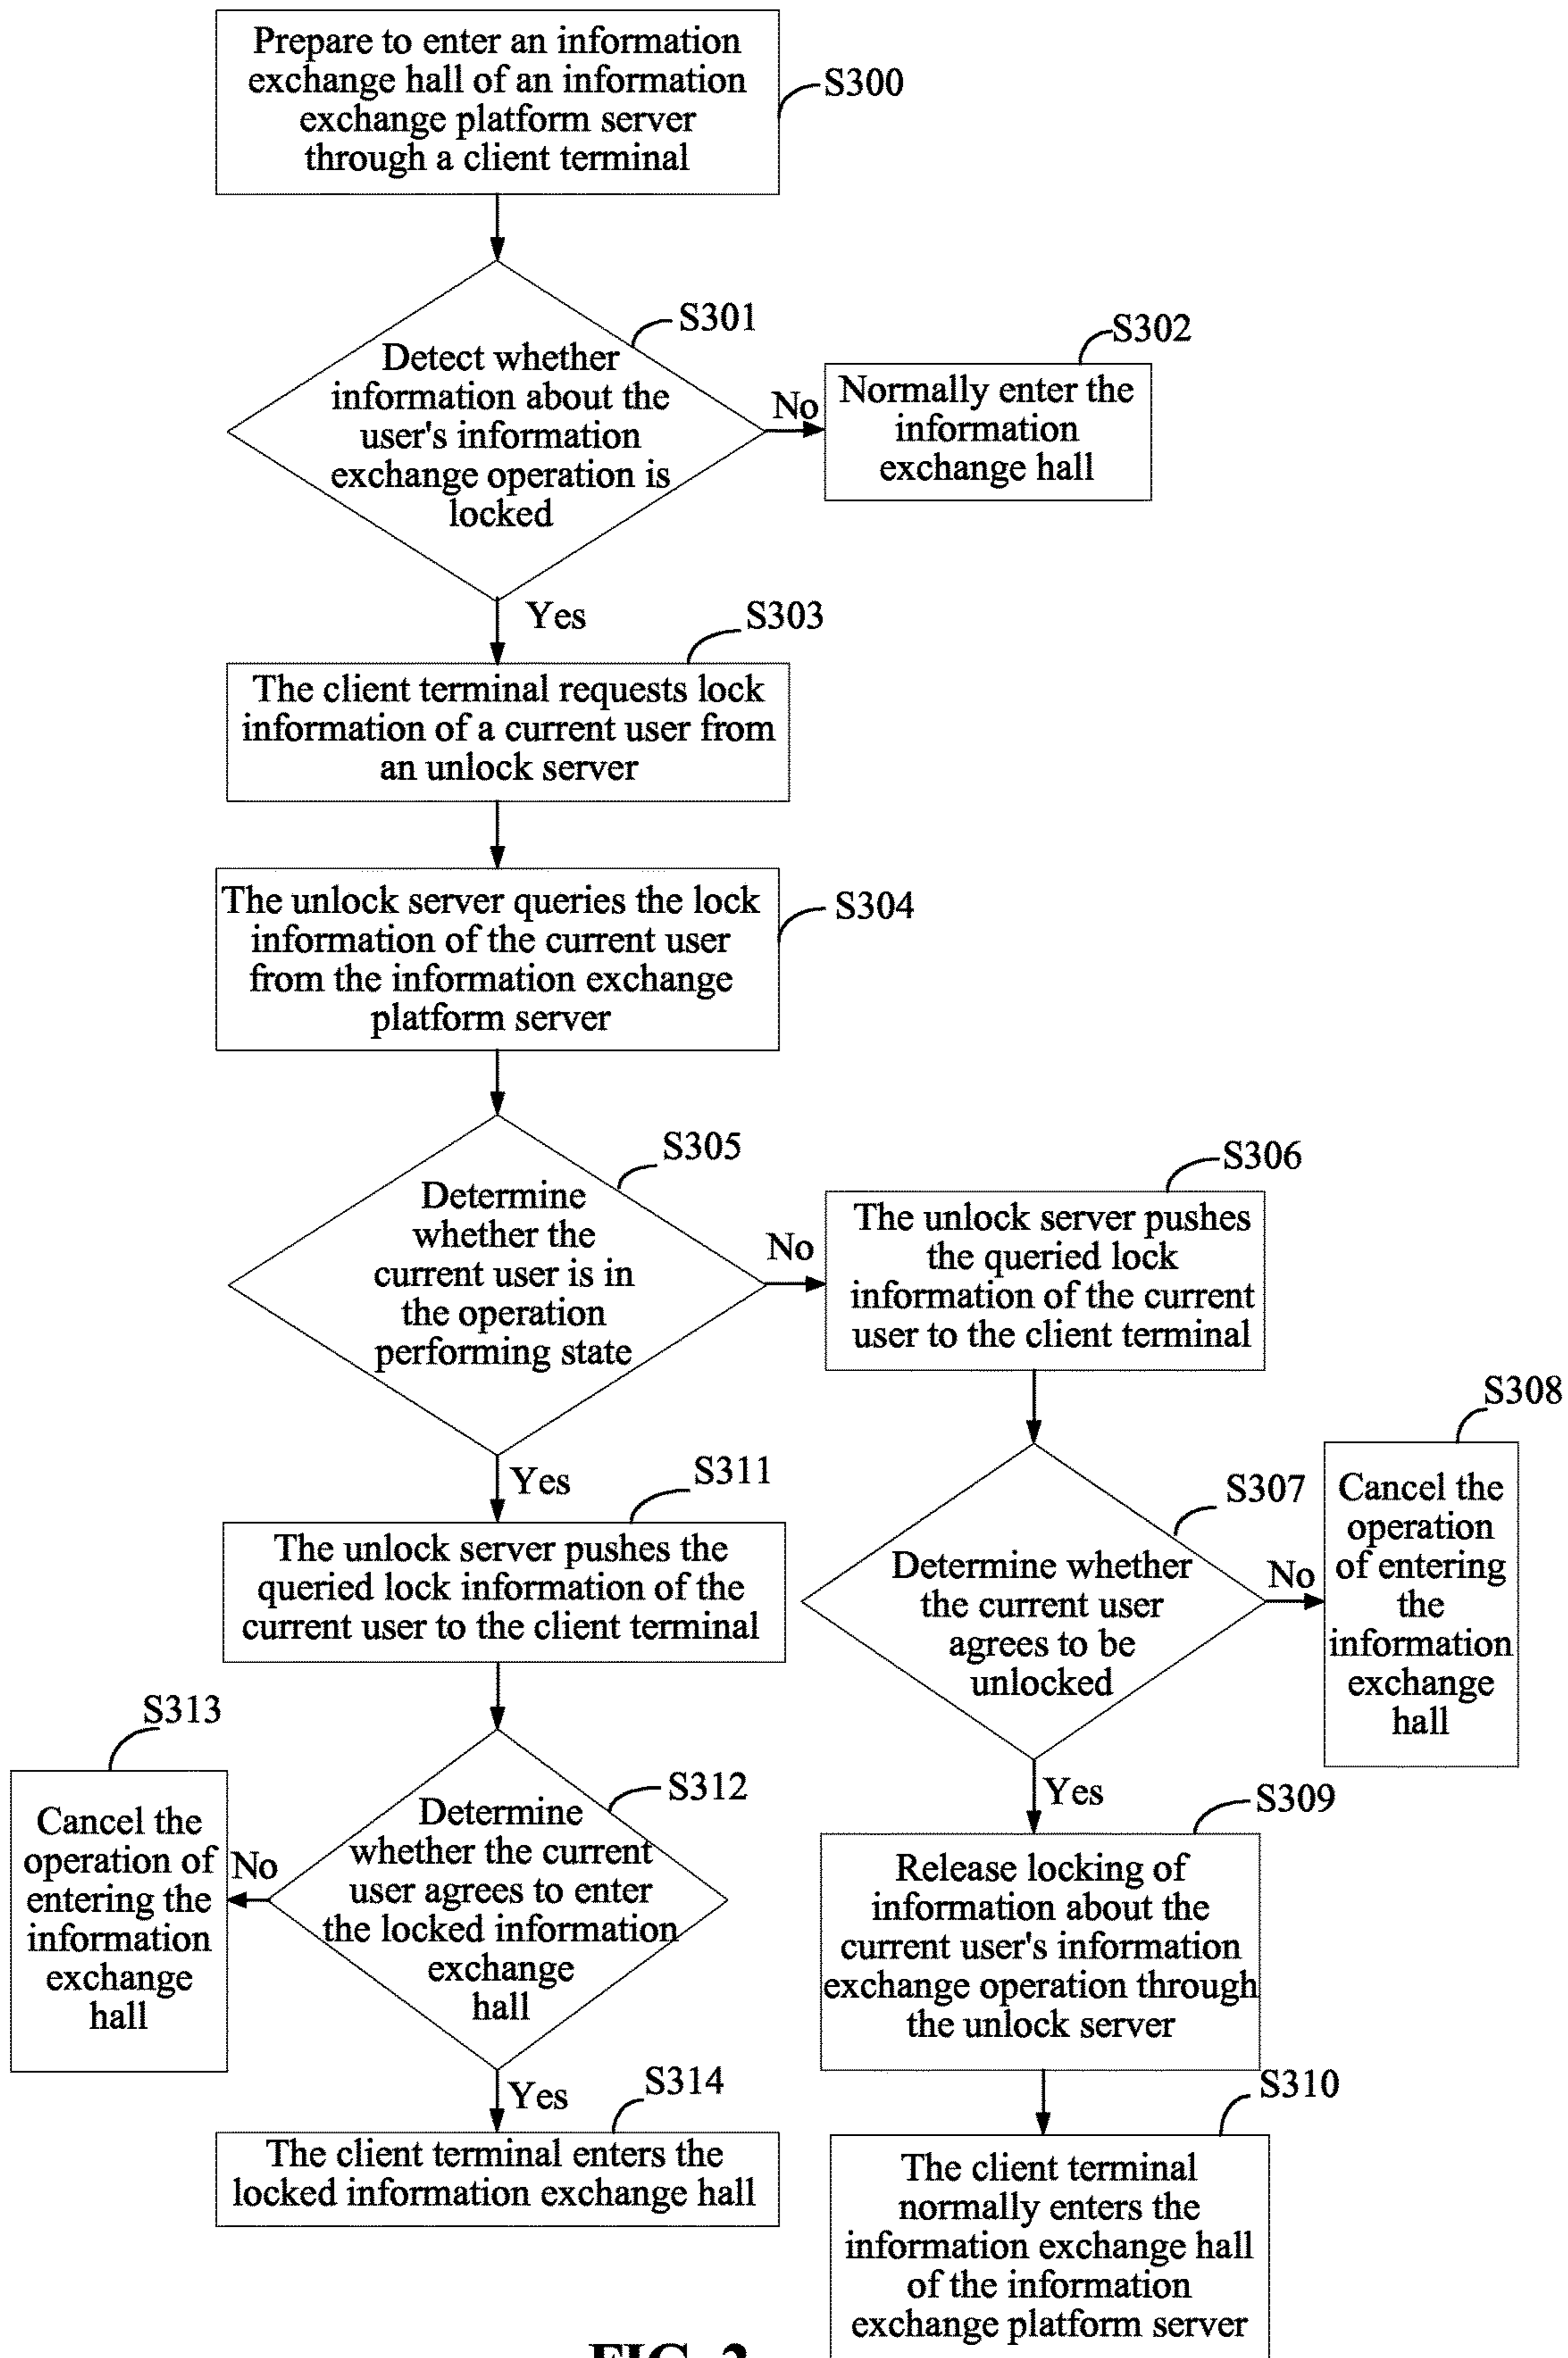 Prepare to enter an information
exchange hall of an information
exchange platform server
through a client terminal
S300
S301
Detect whether
information about the
user's information
exchange operation is
locked
No
S302
Normally enter the
information
exchange hall
Yes
S303
The client terminal requests lock
information of a current user from
an unlock server
The unlock server queries the lock
information of the current user
from the information exchange
platform server
S304
S305
Determine
whether the
current user is in
the operation
performing state
No
S306
The unlock server pushes
the queried lock
information of the current
user to the client terminal
S307
Determine whether
the current user
agrees to be
unlocked
No
S308
Cancel the
operation
of entering
the
information
exchange
hall
Yes
S309
Release locking of
information about the
current user's information
exchange operation through
the unlock server
S310
The client terminal
normally enters the
information exchange hall
of the information
exchange platform server
Yes
S311
The unlock server pushes the
queried lock information of the
current user to the client terminal
S312
Determine
whether the current
user agrees to enter
the locked information
exchange
hall
No
S313
Cancel the
operation of
entering the
information
exchange
hall
Yes
S314
The client terminal enters the
locked information exchange hall
FIG.